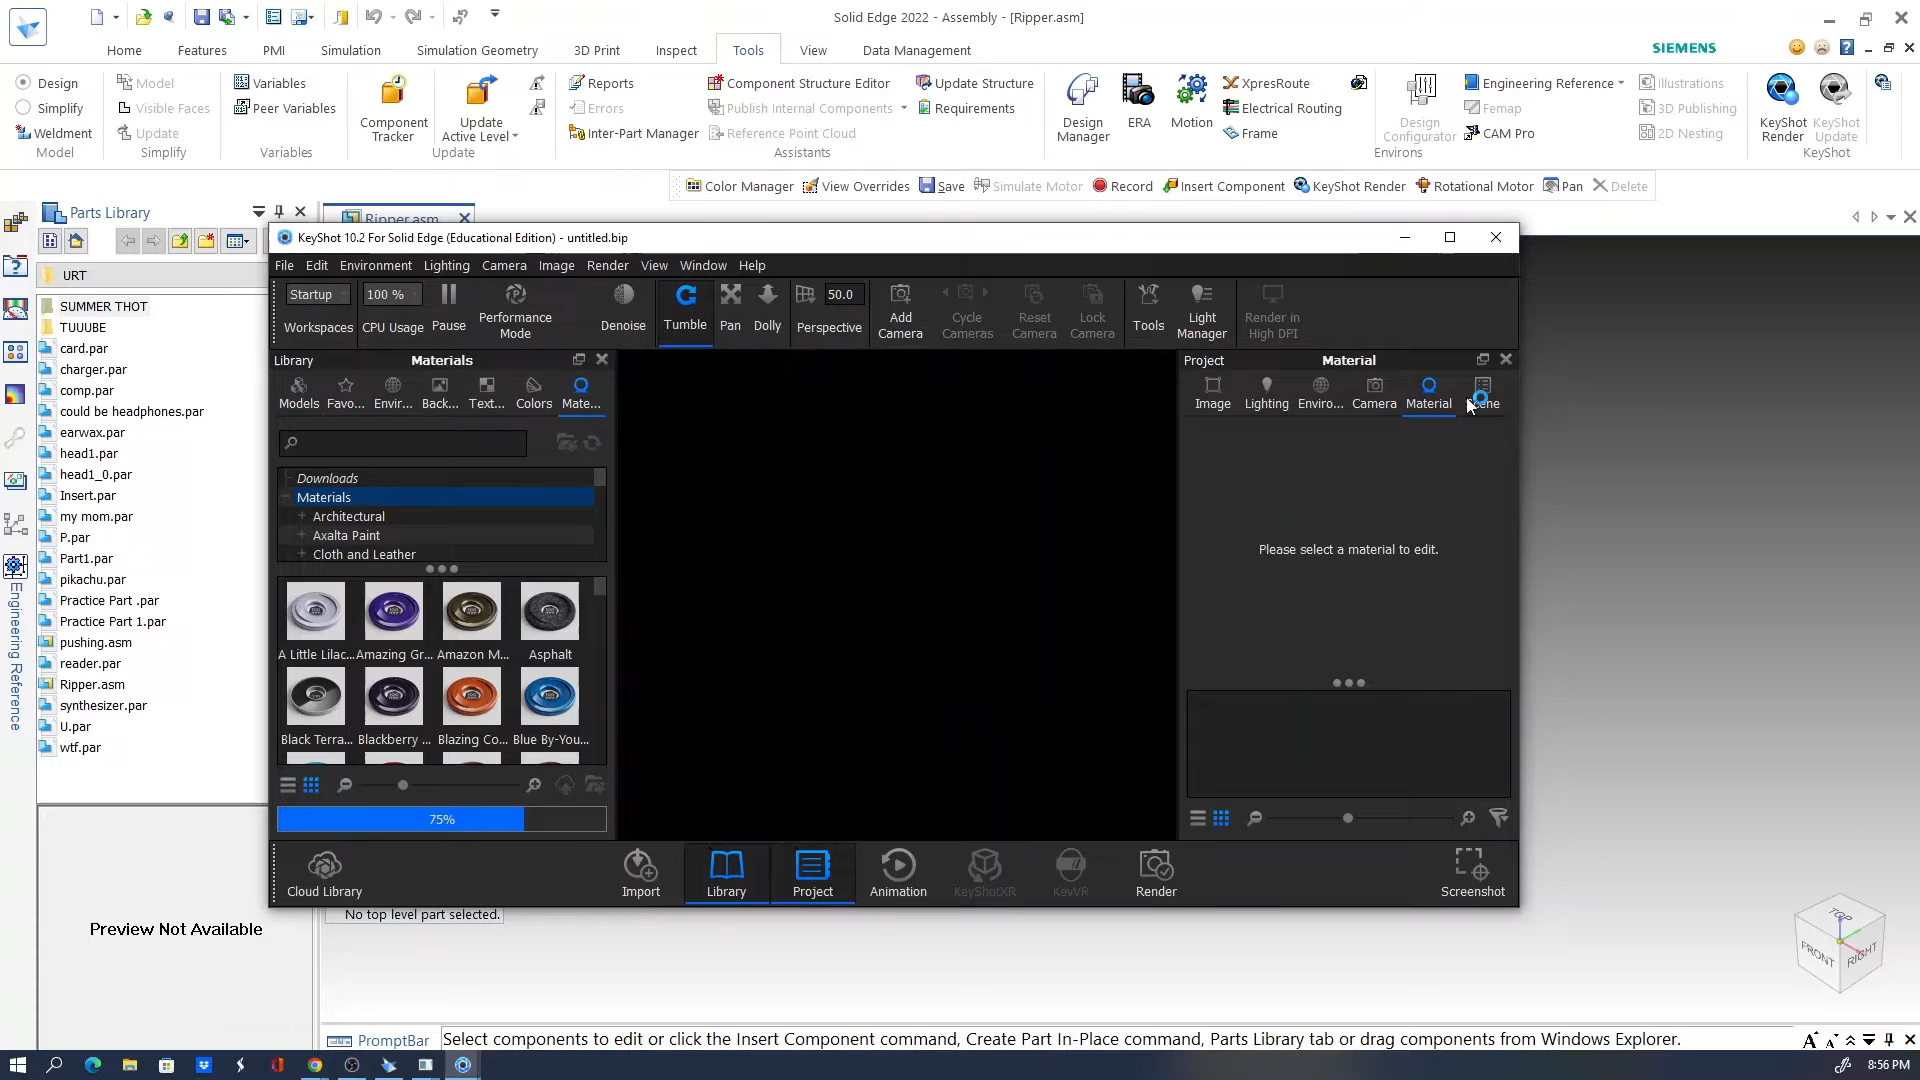 Solid Edge 2022 - Assembly - [Ripper.asm]
Home Features PMI Simulation Simulation Geometry 3D Print Inspect Tools View Data Management
SIEMENS
Design Model Variables Reports Component Structure Editor Update Structure XpresRoute Engineering Reference Illustrations
Simplify Visible Faces Peer Variables Errors Publish Internal Components Requirements Electrical Routing Femap 3D Publishing
Weldment Update Inter-Part Manager Reference Point Cloud Frame CAM Pro 2D Nesting
Component Tracker Update Active Level Design Manager ERA Motion Design Configurator KeyShot Render KeyShot Update
Model Simplify Variables Update Assistants Environs KeyShot
Color Manager View Overrides Save Simulate Motor Record Insert Component KeyShot Render Rotational Motor Pan Delete
Parts Library
Ripper.asm
URT
SUMMER THOT
TUUUBE
card.par
charger.par
comp.par
could be headphones.par
earwax.par
head1.par
head1_0.par
Insert.par
my mom.par
P.par
Part1.par
pikachu.par
Practice Part .par
Practice Part 1.par
pushing.asm
reader.par
Ripper.asm
synthesizer.par
U.par
wtf.par
Engineering Reference
Preview Not Available
KeyShot 10.2 For Solid Edge (Educational Edition) - untitled.bip
File Edit Environment Lighting Camera Image Render View Window Help
Startup 100 % 50.0
Workspaces CPU Usage Pause Performance Mode Denoise Tumble Pan Dolly Perspective Add Camera Cycle Cameras Reset Camera Lock Camera Tools Light Manager Render in High DPI
Library Materials
Models Favo... Envir... Back... Text... Colors Mate...
Downloads
Materials
Architectural
Axalta Paint
Cloth and Leather
A Little Lilac... Amazing Gr... Amazon M... Asphalt
Black Terra... Blackberry ... Blazing Co... Blue By-You...
75%
Project Material
Image Lighting Enviro... Camera Material
Please select a material to edit.
Cloud Library Import Library Project Animation KeyShotXR KeyVR Render Screenshot
No top level part selected.
TOP
FRONT RIGHT
PromptBar
Select components to edit or click the Insert Component command, Create Part In-Place command, Parts Library tab or drag components from Windows Explorer.
8:56 PM